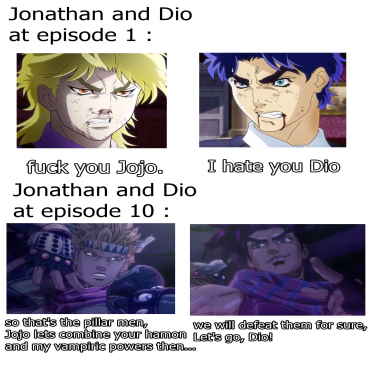 Jonathan and Dio
at episode 1 :
fuck you Jojo.
I hate you Dio
Jonathan and Dio
at episode 10 :
so that's the pillar men,
Jojo lets combine your hamon
and my vampiric powers then...
we will defeat them for sure,
Let's go, Dio!